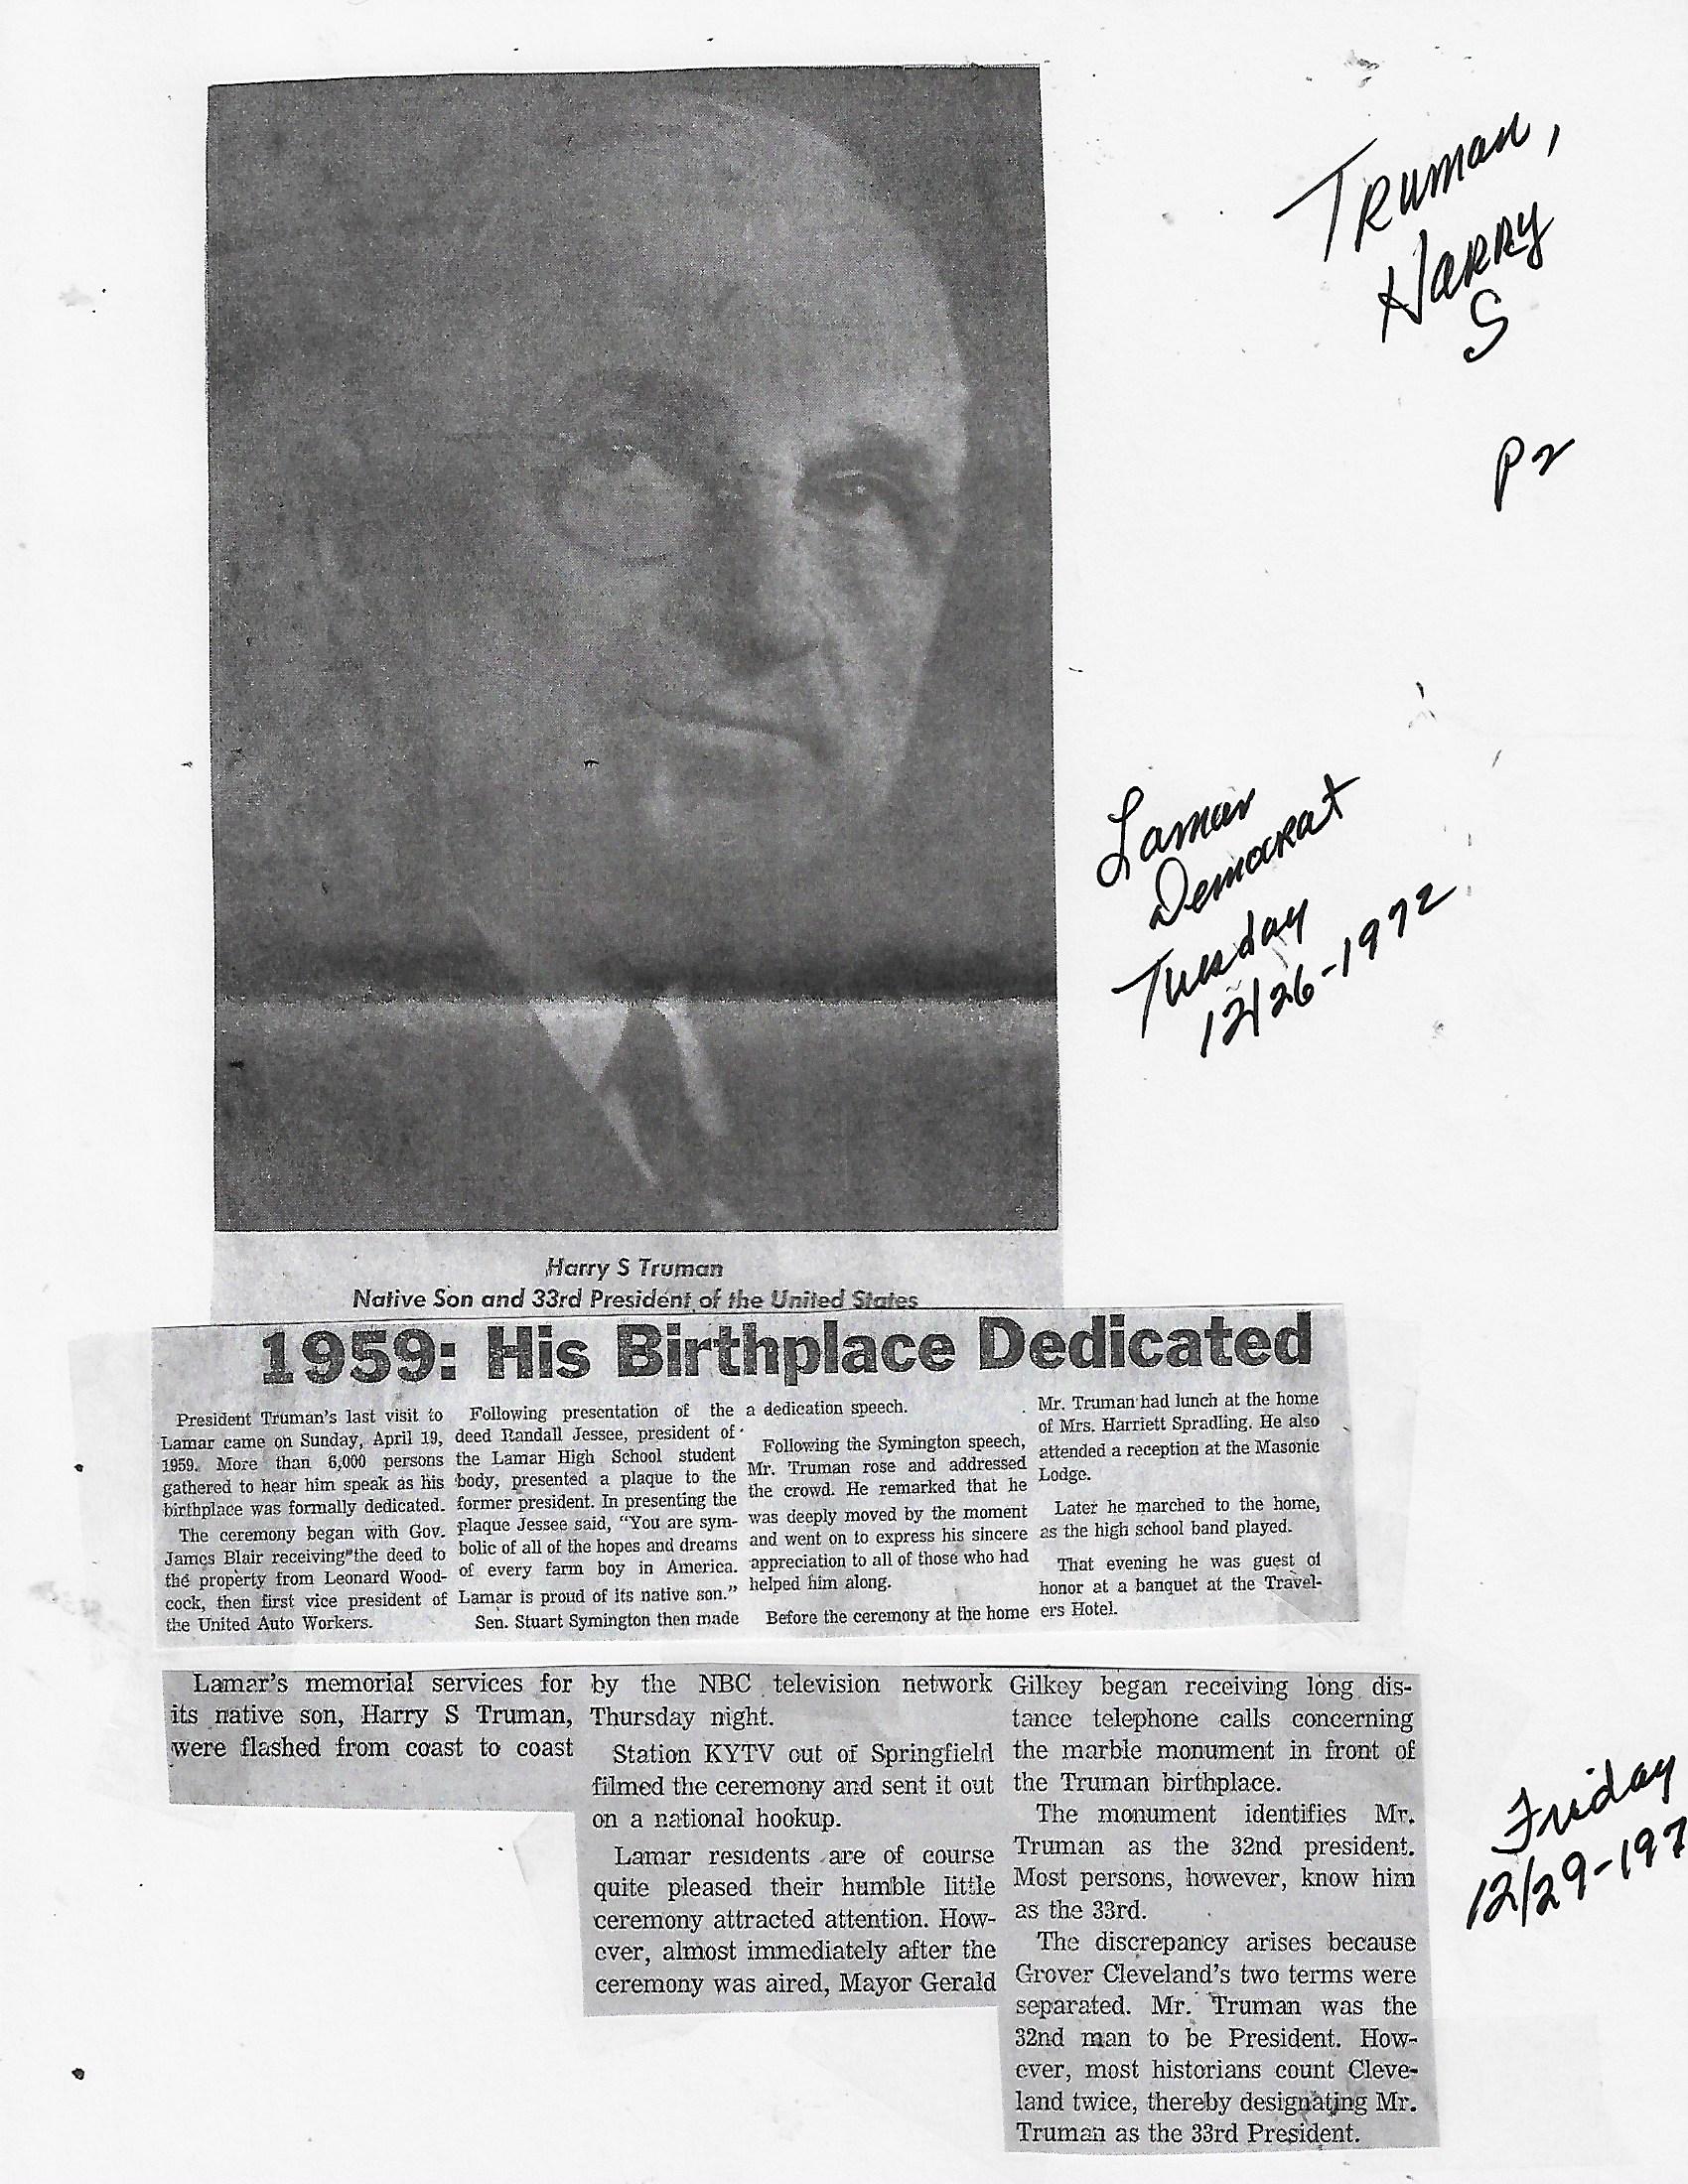 TRUMAN,
HARRY
S
P2
Lamar
Democrat
Tuesday
12/26-1972
Harry S Truman
Native Son and 33rd President of the United States
1959: His Birthplace Dedicated
President Truman's last visit to
Lamar came on Sunday, April 19,
1959. More than 6,000 persons
gathered to hear him speak as his
birthplace was formally dedicated.
The ceremony began with Gov.
James Blair receiving the deed to
the property from Leonard Wood-
cock, then first vice president of
the United Auto Workers.
Following presentation of the
deed Randall Jessee, president of
the Lamar High School student
body, presented a plaque to the
former president. In presenting the
plaque Jessee said, "You are sym-
bolic of all of the hopes and dreams
of every farm boy in America.
Lamar is proud of its native son."
Sen. Stuart Symington then made
a dedication speech.
Following the Symington speech,
Mr. Truman rose and addressed
the crowd. He remarked that he
was deeply moved by the moment
and went on to express his sincere
appreciation to all of those who had
helped him along.
Before the ceremony at the home
Mr. Truman had lunch at the home
of Mrs. Harriett Spradling. He also
attended a reception at the Masonic
Lodge.
Later he marched to the home,
as the high school band played.
That evening he was guest of
honor at a banquet at the Travel-
ers Hotel.
Lamar's memorial services for
its native son, Harry S Truman,
were flashed from coast to coast
by the NBC television network
Thursday night.
Station KYTV out of Springfield
filmed the ceremony and sent it out
on a national hookup.
Lamar residents are of course
quite pleased their humble little
ceremony attracted attention. How-
ever, almost immediately after the
ceremony was aired, Mayor Gerald
Gilkey began receiving long dis-
tance telephone calls concerning
the marble monument in front of
the Truman birthplace.
The monument identifies Mr.
Truman as the 32nd president.
Most persons, however, know him
as the 33rd.
The discrepancy arises because
Grover Cleveland's two terms were
separated. Mr. Truman was the
32nd man to be President. How-
ever, most historians count Cleve-
land twice, thereby designating Mr.
Truman as the 33rd President.
Friday
12/29-197